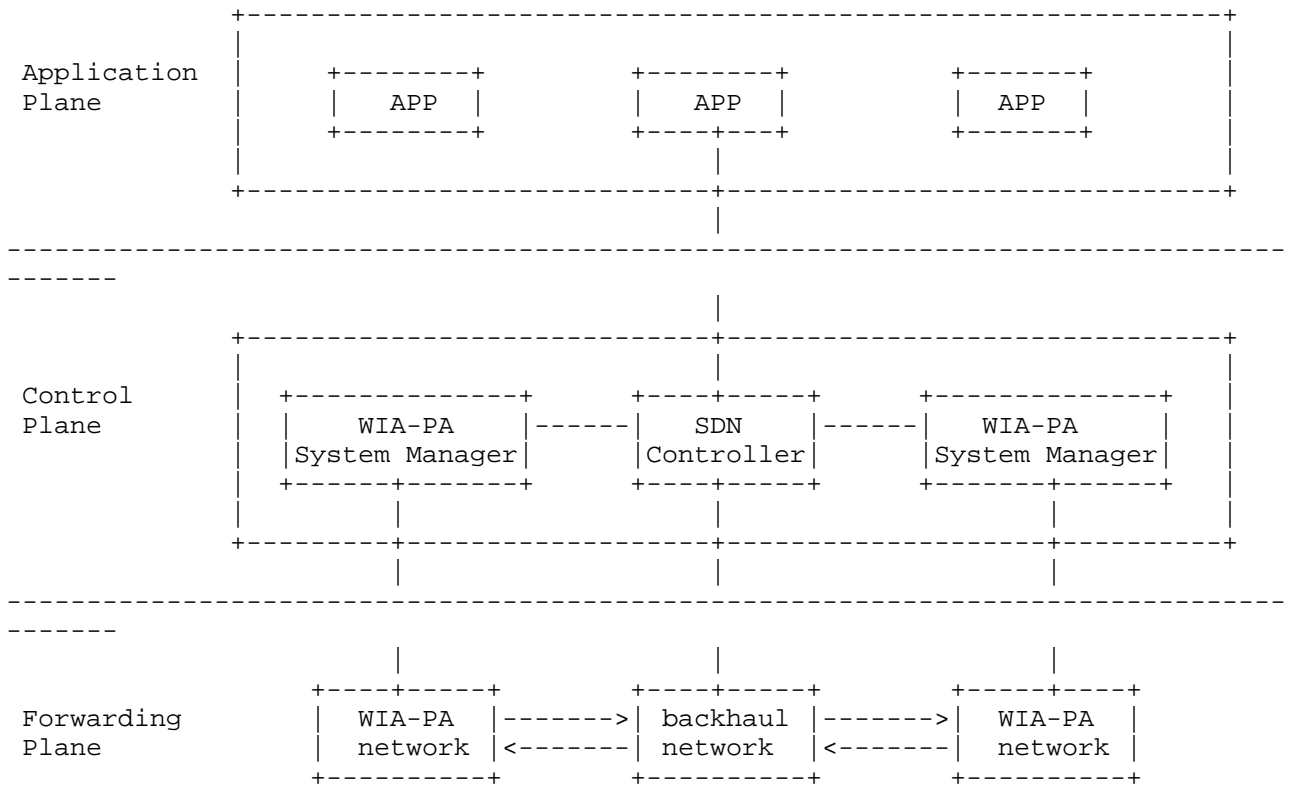 Application
Plane
APP APP APP
Control
Plane
WIA-PA SDN WIA-PA
System Manager Controller System Manager
Forwarding
Plane
WIA-PA backhaul WIA-PA
network network network